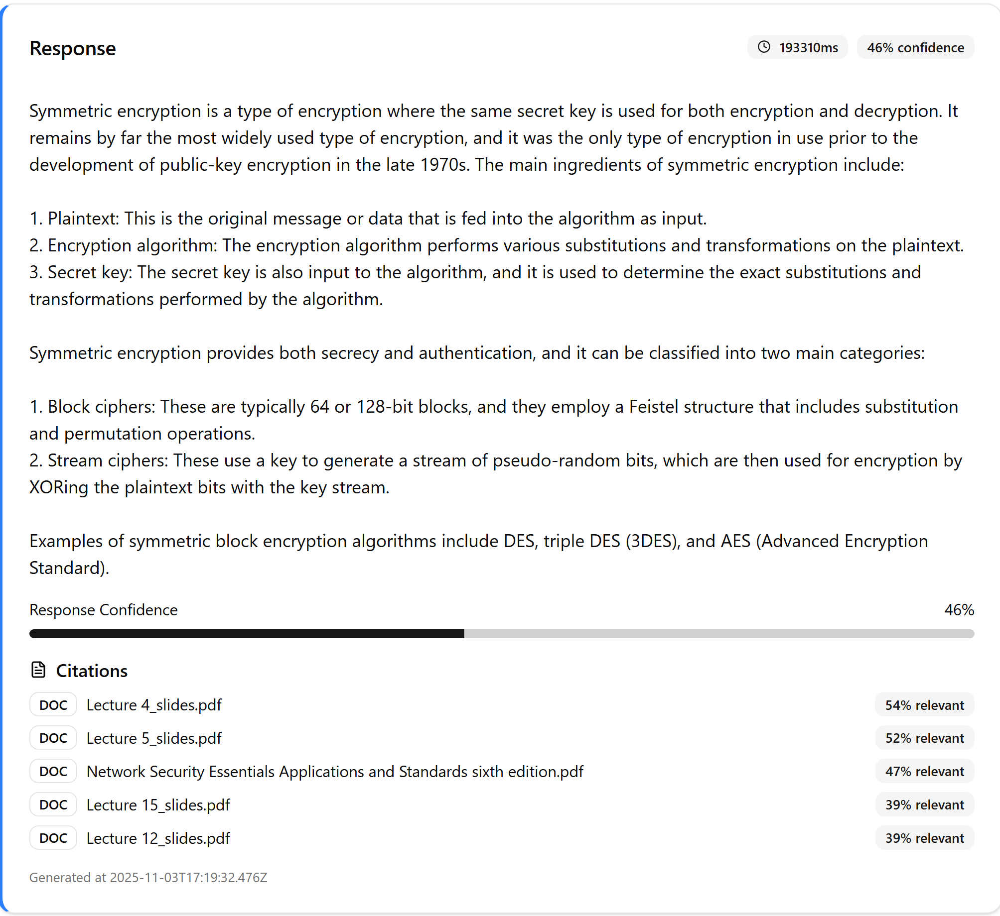 Response
193310ms
46% confidence
Symmetric encryption is a type of encryption where the same secret key is used for both encryption and decryption. It
remains by far the most widely used type of encryption, and it was the only type of encryption in use prior to the
development of public-key encryption in the late 1970s. The main ingredients of symmetric encryption include:
1. Plaintext: This is the original message or data that is fed into the algorithm as input.
2. Encryption algorithm: The encryption algorithm performs various substitutions and transformations on the plaintext.
3. Secret key: The secret key is also input to the algorithm, and it is used to determine the exact substitutions and
transformations performed by the algorithm.
Symmetric encryption provides both secrecy and authentication, and it can be classified into two main categories:
1. Block ciphers: These are typically 64 or 128-bit blocks, and they employ a Feistel structure that includes substitution
and permutation operations.
2. Stream ciphers: These use a key to generate a stream of pseudo-random bits, which are then used for encryption by
XORing the plaintext bits with the key stream.
Examples of symmetric block encryption algorithms include DES, triple DES (3DES), and AES (Advanced Encryption
Standard).
Response Confidence 46%
Citations
DOC Lecture 4_slides.pdf 54% relevant
DOC Lecture 5_slides.pdf 52% relevant
DOC Network Security Essentials Applications and Standards sixth edition.pdf 47% relevant
DOC Lecture 15_slides.pdf 39% relevant
DOC Lecture 12_slides.pdf 39% relevant
Generated at 2025-11-03T17:19:32.476Z